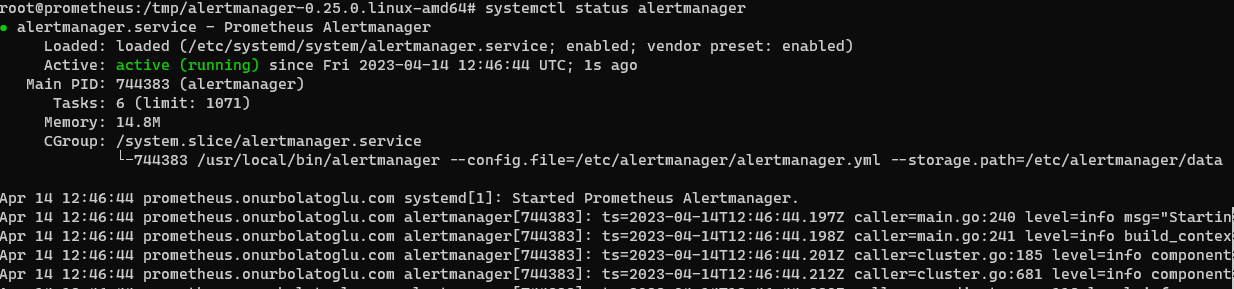 root@prometheus:/tmp/alertmanager-0.25.0.linux-amd64# systemctl status alertmanager
● alertmanager.service - Prometheus Alertmanager
Loaded: loaded (/etc/systemd/system/alertmanager.service; enabled; vendor preset: enabled)
Active: active (running) since Fri 2023-04-14 12:46:44 UTC; 1s ago
Main PID: 744383 (alertmanager)
Tasks: 6 (limit: 1071)
Memory: 14.8M
CGroup: /system.slice/alertmanager.service
└─744383 /usr/local/bin/alertmanager --config.file=/etc/alertmanager/alertmanager.yml --storage.path=/etc/alertmanager/data
Apr 14 12:46:44 prometheus.onurbolatoglu.com systemd[1]: Started Prometheus Alertmanager.
Apr 14 12:46:44 prometheus.onurbolatoglu.com alertmanager[744383]: ts=2023-04-14T12:46:44.197Z caller=main.go:240 level=info msg="Startin
Apr 14 12:46:44 prometheus.onurbolatoglu.com alertmanager[744383]: ts=2023-04-14T12:46:44.198Z caller=main.go:241 level=info build_contex
Apr 14 12:46:44 prometheus.onurbolatoglu.com alertmanager[744383]: ts=2023-04-14T12:46:44.201Z caller=cluster.go:185 level=info component
Apr 14 12:46:44 prometheus.onurbolatoglu.com alertmanager[744383]: ts=2023-04-14T12:46:44.212Z caller=cluster.go:681 level=info component